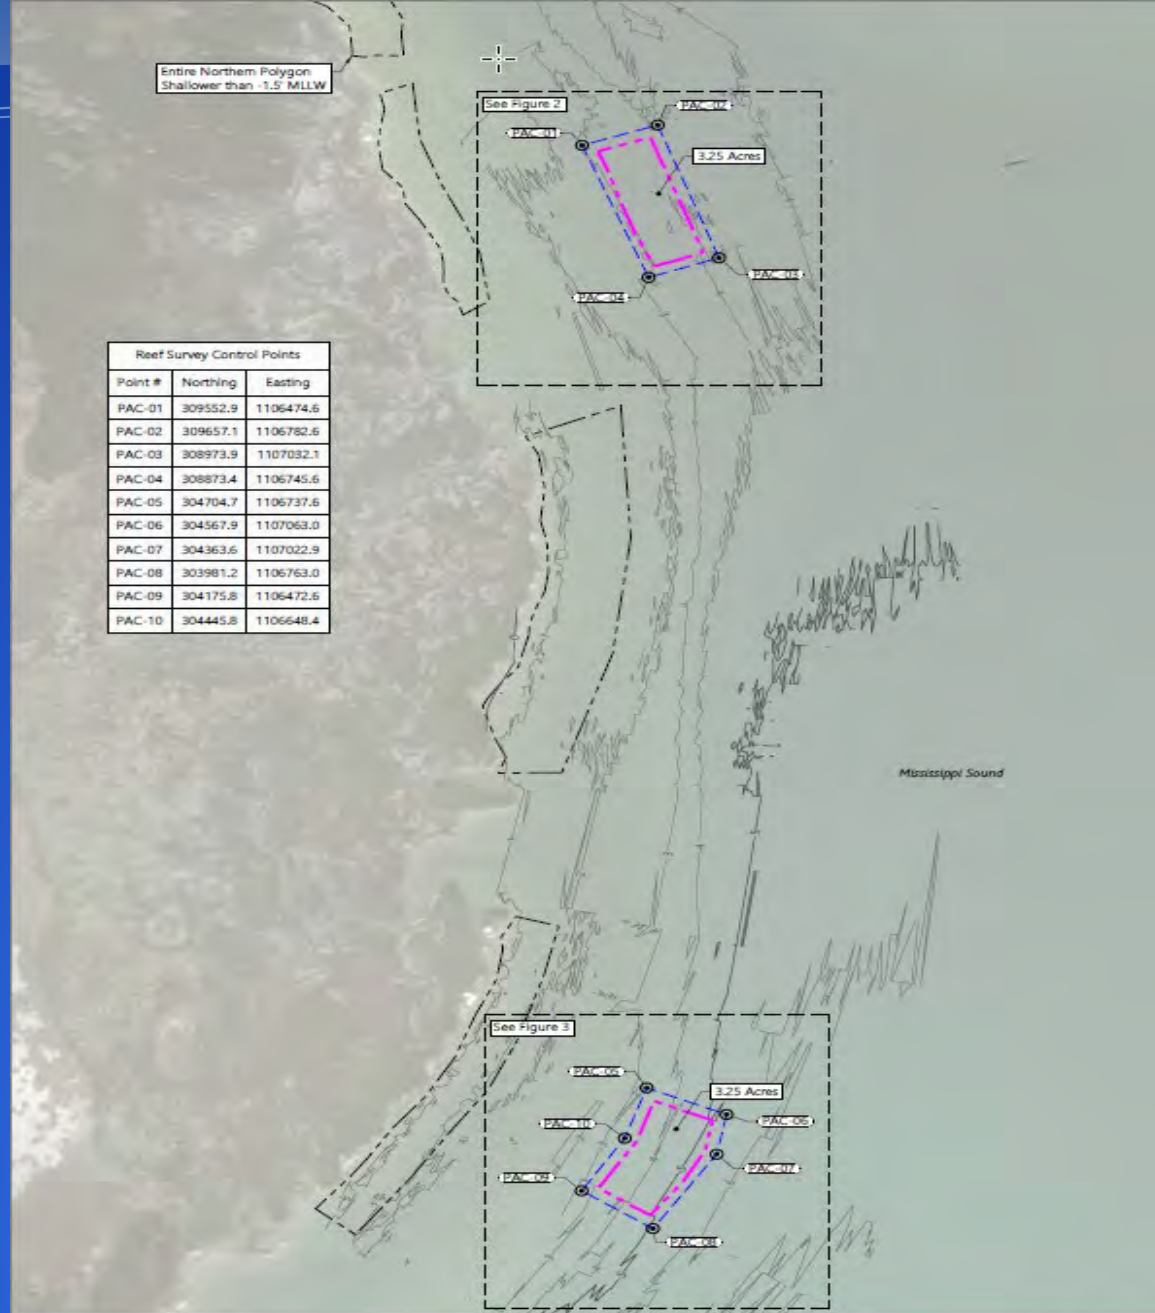 Entire Northern Polygon
Shallower than -1.5' MLLW
See Figure 2
PAC-02
PAC-01
3.25 Acres
PAC-03
PAC-04
Reef Survey Control Points
Point # Northing Easting
PAC-01 309552.9 1106474.6
PAC-02 309657.1 1106782.6
PAC-03 308973.9 1107032.1
PAC-04 308873.4 1106745.6
PAC-05 304704.7 1106737.6
PAC-06 304567.9 1107063.0
PAC-07 304363.6 1107022.9
PAC-08 303981.2 1106763.0
PAC-09 304175.8 1106472.6
PAC-10 304445.8 1106648.4
Mississippi Sound
See Figure 3
PAC-05
3.25 Acres
PAC-10
PAC-06
PAC-07
PAC-09
PAC-08